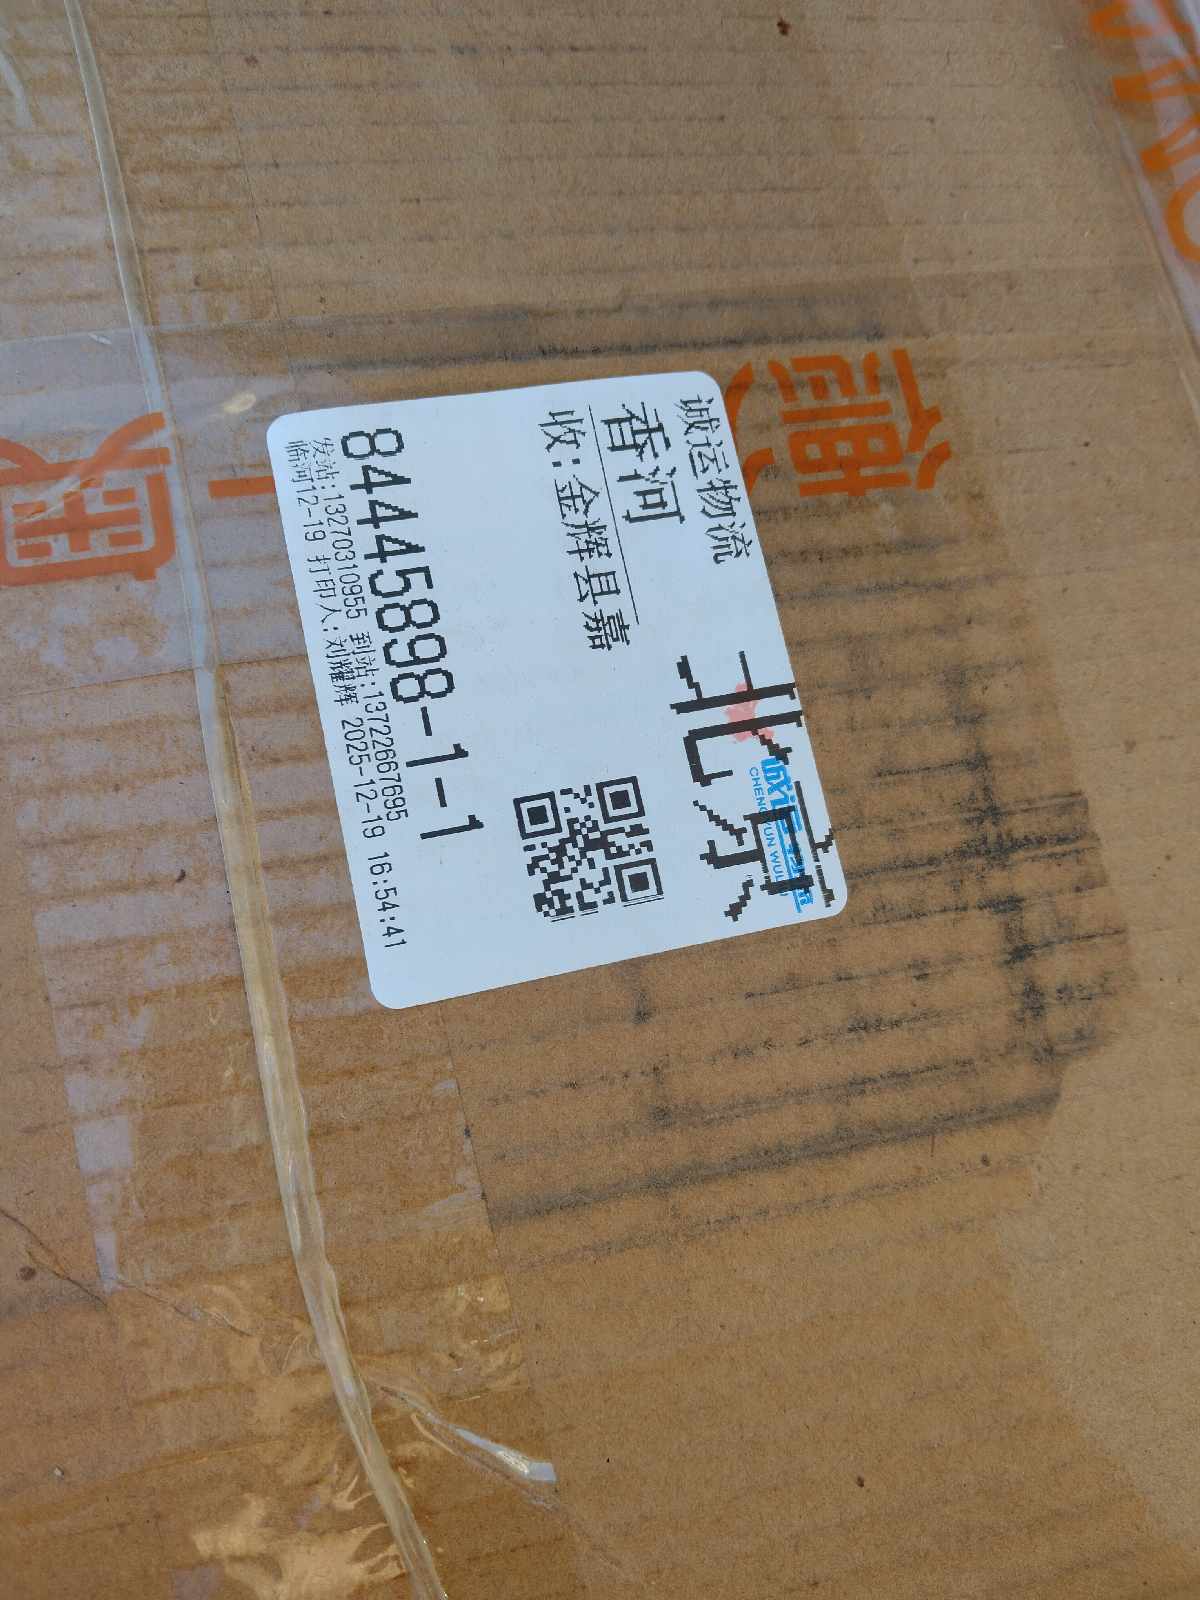 诚运物流
香河
北京
收:金辉县嘉
84445898-1-1
发站:13270310955 到站:13722667695
临河12-19 打印人:刘耀辉 2025-12-19 16:54:41